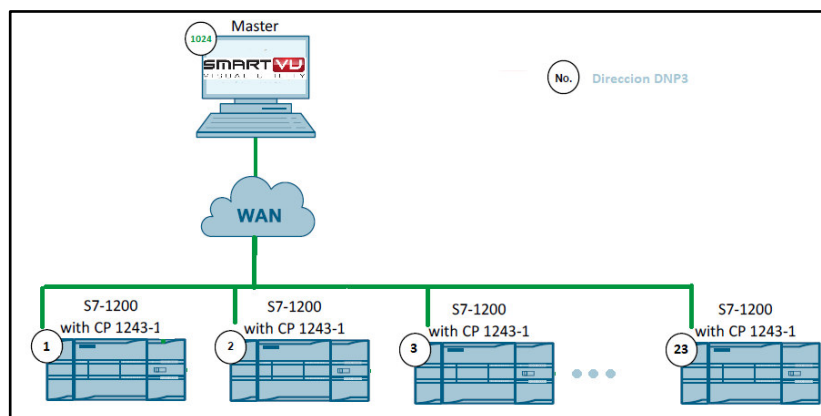 Master
1024
SMARTVU
VISUAL
No.
Direccion DNP3
WAN
S7-1200
with CP 1243-1
1
S7-1200
with CP 1243-1
2
S7-1200
with CP 1243-1
3
S7-1200
with CP 1243-1
23